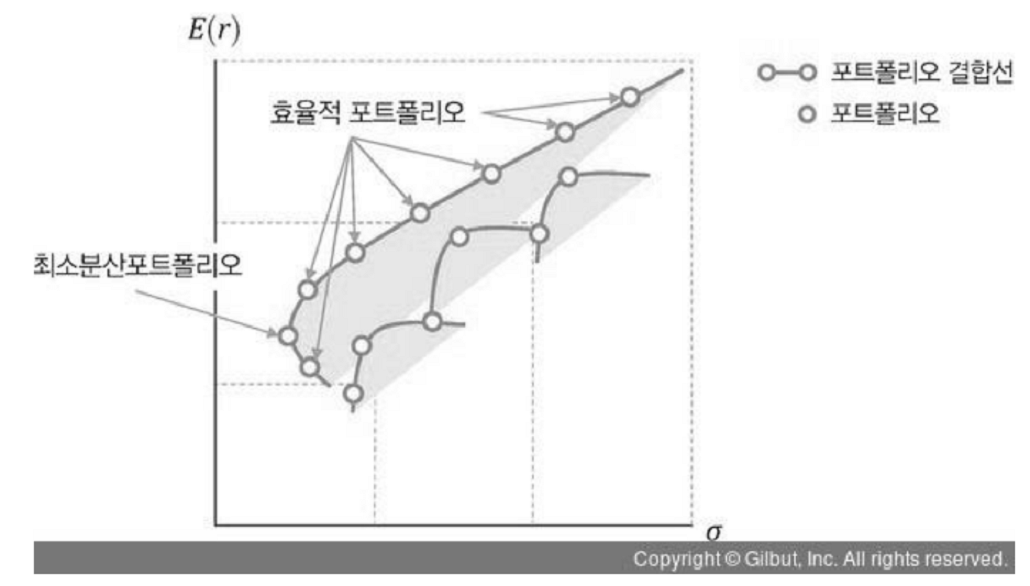 E(r)
포트폴리오 결합선
포트폴리오
효율적 포트폴리오
최소분산포트폴리오
σ
Copyright © Gilbut, Inc. All rights reserved.